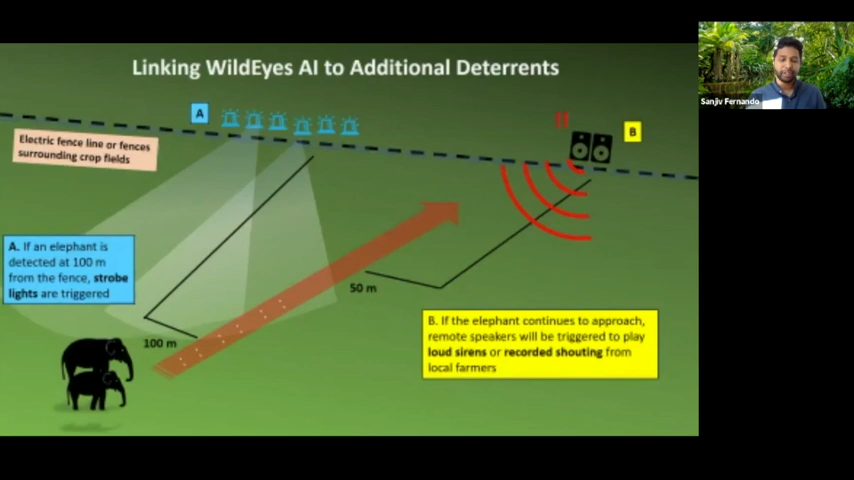 Linking WildEyes AI to Additional Deterrents
Sanjiv Fernando
A
B
Electric fence line or fences
surrounding crop fields
A. If an elephant is
detected at 100 m
from the fence, strobe
lights are triggered
50 m
100 m
B. If the elephant continues to approach,
remote speakers will be triggered to play
loud sirens or recorded shouting from
local farmers